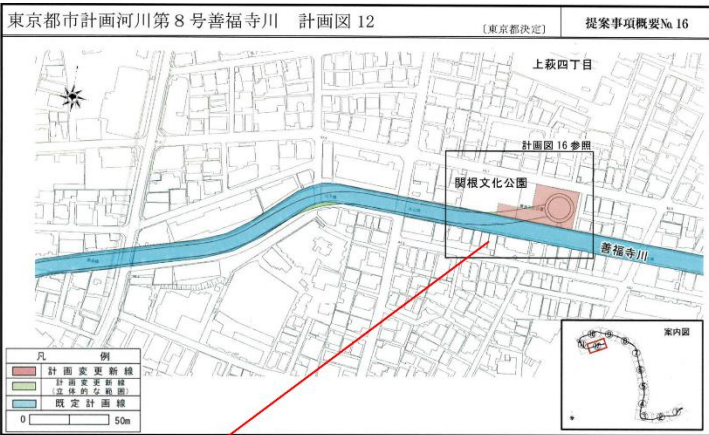 東京都市計画河川第８号善福寺川　計画図 12
〔東京都決定〕
提案事項概要№16
上荻四丁目
計画図 16 参照
関根文化公園
善福寺川
案内図
凡　例
計画変更新線
計画変更新線
（立体的な範囲）
既定計画線
0　50m